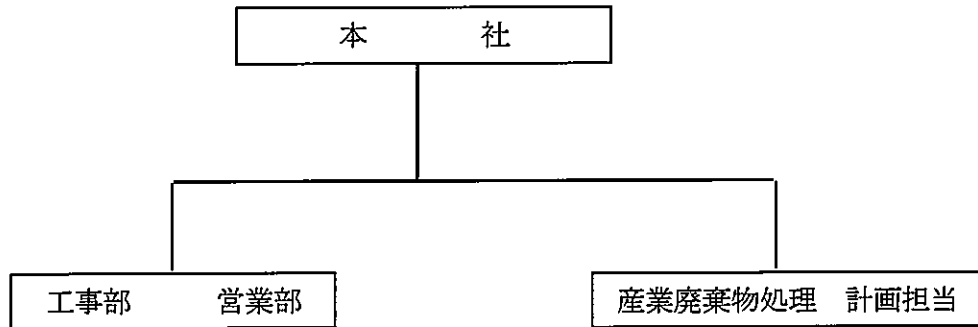 本　　　社
工事部　　営業部
産業廃棄物処理　計画担当